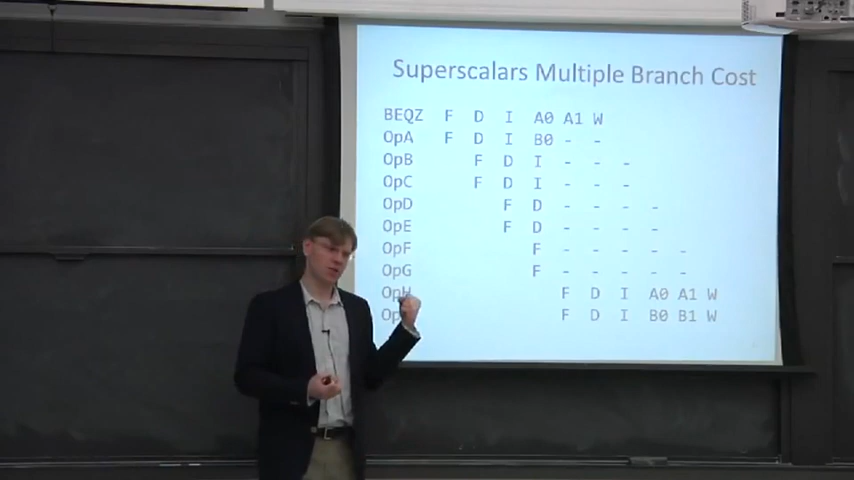 Superscalars Multiple Branch Cost
BEQZ F D I A0 A1 W
OpA F D I B0 - -
OpB F D I - - -
OpC F D I - - -
OpD F D - - - -
OpE F D - - - -
OpF F - - - - -
OpG F - - - - -
OpH F D I A0 A1 W
F D I B0 B1 W